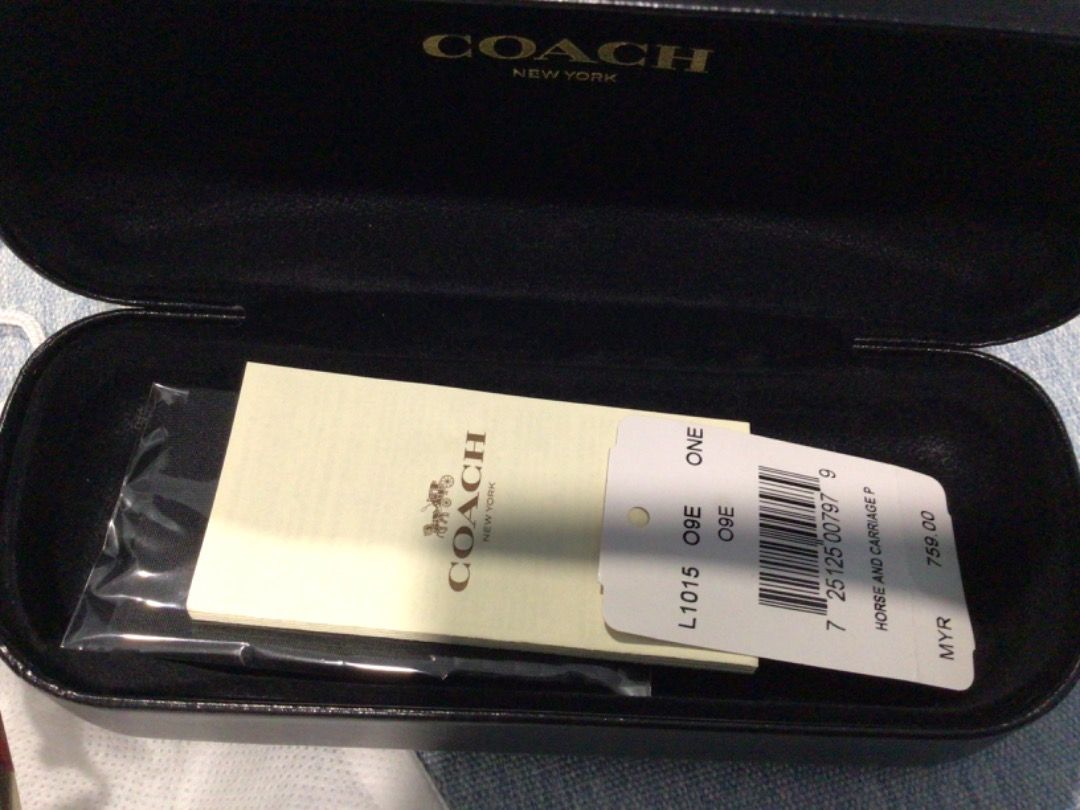 COACH
NEW YORK
COACH
NEW YORK
L1015 O9E ONE
O9E
7 25125 00797 9
HORSE AND CARRIAGE P
MYR 759.00